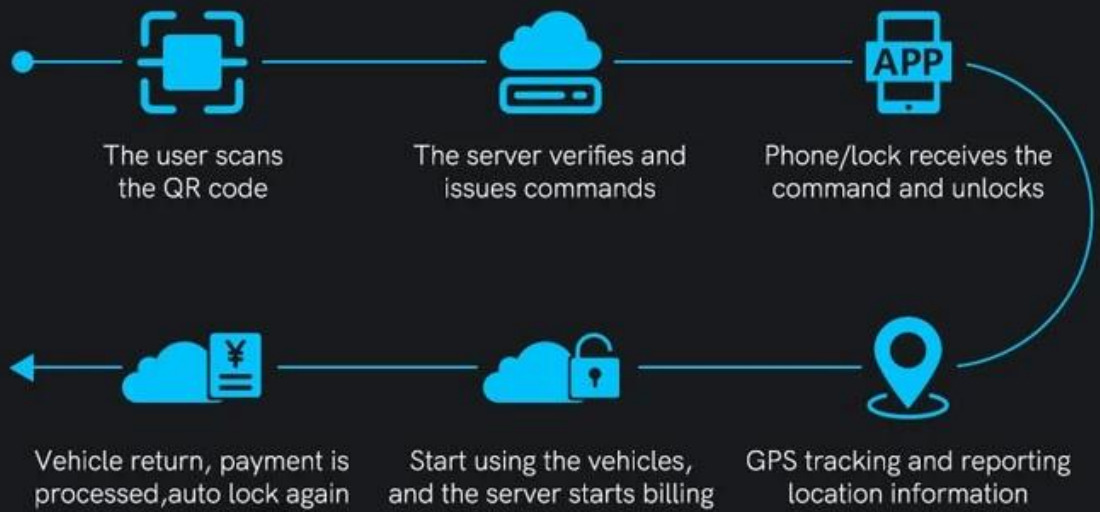 APP
The user scans
the QR code
The server verifies and
issues commands
Phone/lock receives the
command and unlocks
¥
Vehicle return, payment is
processed,auto lock again
Start using the vehicles,
and the server starts billing
GPS tracking and reporting
location information